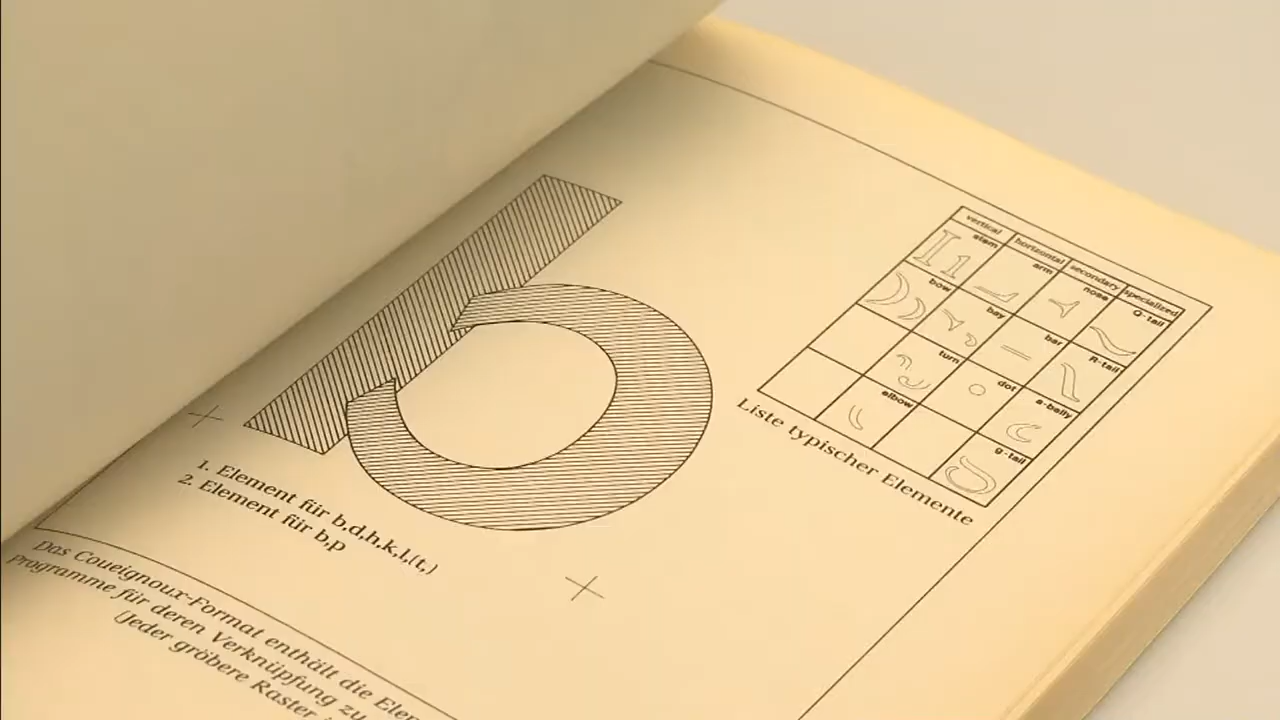 b
1. Element für b,d,h,k,l,(t,)
2. Element für b,p
vertical horizontal secondary specialized
stem arm nose Q-tail
bow bay bar R-tail
turn dot a-belly
elbow g-tail
Liste typischer Elemente
Das Coueignoux-Format enthält die Elem
Programme für deren Verknüpfung zu
(Jeder gröbere Raster